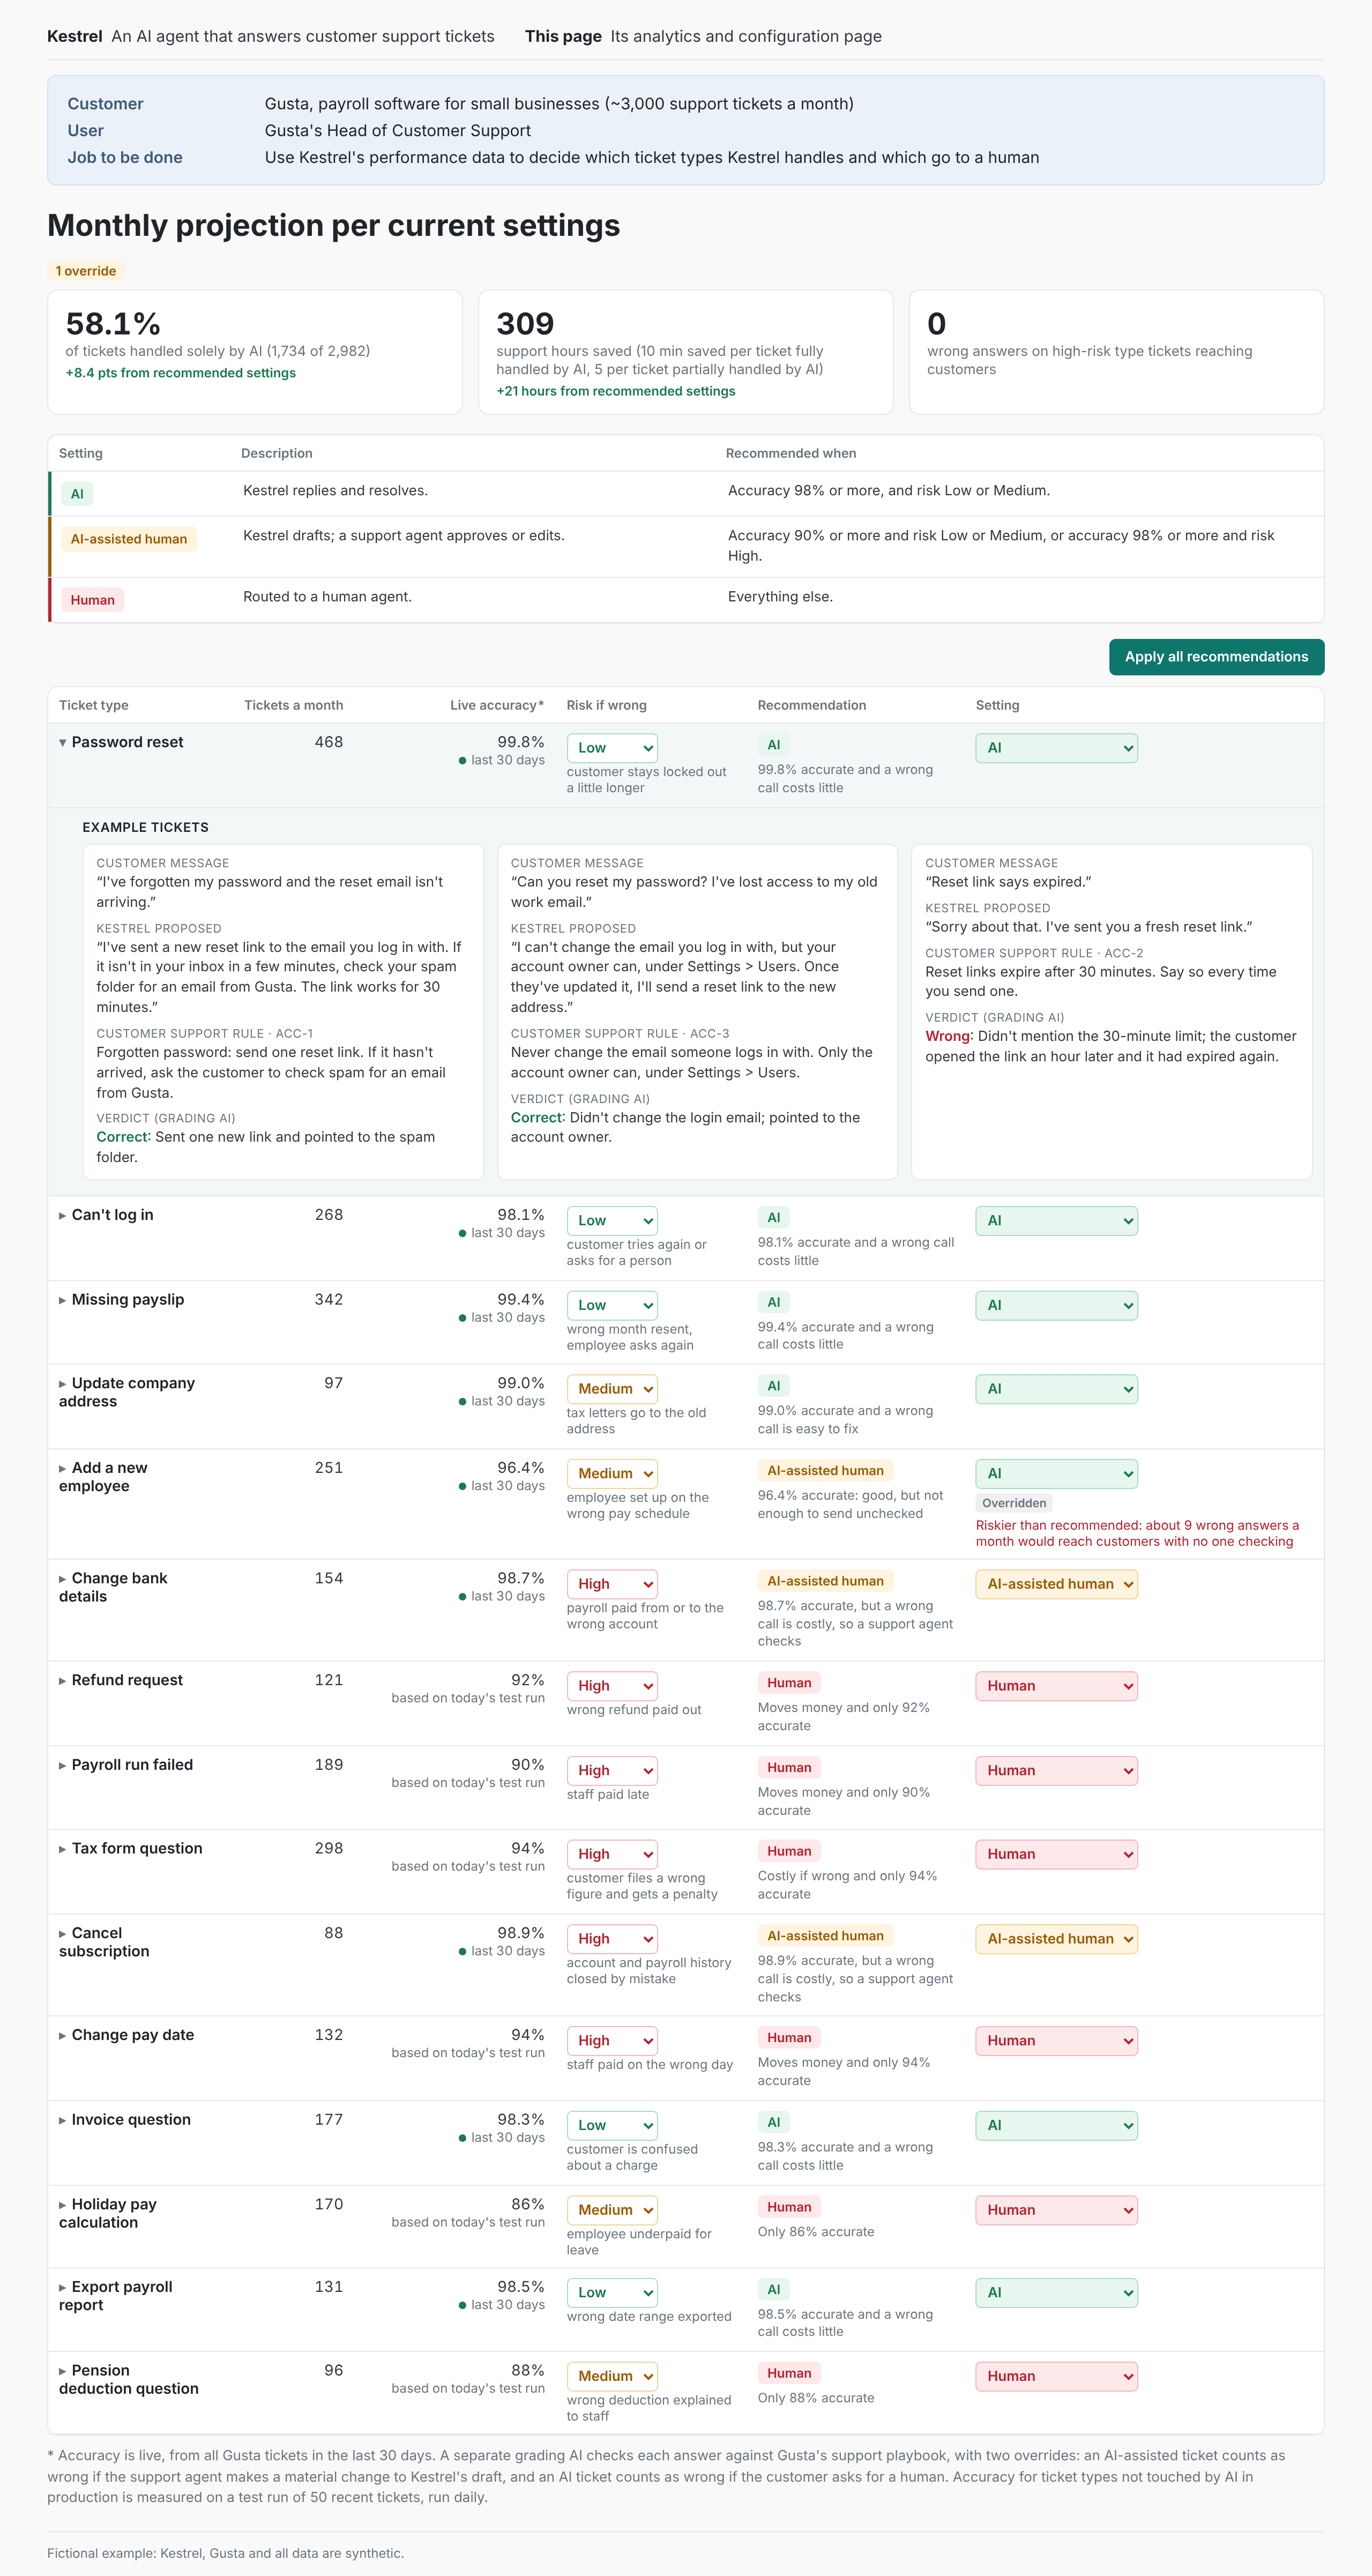 Kestrel An AI agent that answers customer support tickets This page Its analytics and configuration page
Customer Gusta, payroll software for small businesses (~3,000 support tickets a month)
User Gusta's Head of Customer Support
Job to be done Use Kestrel's performance data to decide which ticket types Kestrel handles and which go to a human
Monthly projection per current settings
1 override
58.1%
of tickets handled solely by AI (1,734 of 2,982)
+8.4 pts from recommended settings
309
support hours saved (10 min saved per ticket fully
handled by AI, 5 per ticket partially handled by AI)
+21 hours from recommended settings
0
wrong answers on high-risk type tickets reaching
customers
Setting Description Recommended when
AI Kestrel replies and resolves. Accuracy 98% or more, and risk Low or Medium.
AI-assisted human Kestrel drafts; a support agent approves or edits. Accuracy 90% or more and risk Low or Medium, or accuracy 98% or more and risk
High.
Human Routed to a human agent. Everything else.
Apply all recommendations
Ticket type Tickets a month Live accuracy* Risk if wrong Recommendation Setting
▾ Password reset 468 99.8% Low AI AI
● last 30 days
customer stays locked out
a little longer
99.8% accurate and a wrong
call costs little
EXAMPLE TICKETS
CUSTOMER MESSAGE
“I've forgotten my password and the reset email isn't
arriving.”
KESTREL PROPOSED
“I've sent a new reset link to the email you log in with. If
it isn't in your inbox in a few minutes, check your spam
folder for an email from Gusta. The link works for 30
minutes.”
CUSTOMER SUPPORT RULE · ACC-1
Forgotten password: send one reset link. If it hasn't
arrived, ask the customer to check spam for an email
from Gusta.
VERDICT (GRADING AI)
Correct: Sent one new link and pointed to the spam
folder.
CUSTOMER MESSAGE
“Can you reset my password? I've lost access to my old
work email.”
KESTREL PROPOSED
“I can't change the email you log in with, but your
account owner can, under Settings > Users. Once
they've updated it, I'll send a reset link to the new
address.”
CUSTOMER SUPPORT RULE · ACC-3
Never change the email someone logs in with. Only the
account owner can, under Settings > Users.
VERDICT (GRADING AI)
Correct: Didn't change the login email; pointed to the
account owner.
CUSTOMER MESSAGE
“Reset link says expired.”
KESTREL PROPOSED
“Sorry about that. I've sent you a fresh reset link.”
CUSTOMER SUPPORT RULE · ACC-2
Reset links expire after 30 minutes. Say so every time
you send one.
VERDICT (GRADING AI)
Wrong: Didn't mention the 30-minute limit; the customer
opened the link an hour later and it had expired again.
▸ Can't log in 268 98.1% Low AI AI
● last 30 days
customer tries again or
asks for a person
98.1% accurate and a wrong call
costs little
▸ Missing payslip 342 99.4% Low AI AI
● last 30 days
wrong month resent,
employee asks again
99.4% accurate and a wrong
call costs little
▸ Update company
address
97 99.0% Medium AI AI
● last 30 days
tax letters go to the old
address
99.0% accurate and a wrong
call is easy to fix
▸ Add a new
employee
251 96.4% Medium AI-assisted human AI
● last 30 days
employee set up on the
wrong pay schedule
96.4% accurate: good, but not
enough to send unchecked
Overridden
Riskier than recommended: about 9 wrong answers a
month would reach customers with no one checking
▸ Change bank
details
154 98.7% High AI-assisted human AI-assisted human
● last 30 days
payroll paid from or to the
wrong account
98.7% accurate, but a wrong
call is costly, so a support agent
checks
▸ Refund request 121 92% High Human Human
based on today's test run
wrong refund paid out
Moves money and only 92%
accurate
▸ Payroll run failed 189 90% High Human Human
based on today's test run
staff paid late
Moves money and only 90%
accurate
▸ Tax form question 298 94% High Human Human
based on today's test run
customer files a wrong
figure and gets a penalty
Costly if wrong and only 94%
accurate
▸ Cancel
subscription
88 98.9% High AI-assisted human AI-assisted human
● last 30 days
account and payroll history
closed by mistake
98.9% accurate, but a wrong
call is costly, so a support agent
checks
▸ Change pay date 132 94% High Human Human
based on today's test run
staff paid on the wrong day
Moves money and only 94%
accurate
▸ Invoice question 177 98.3% Low AI AI
● last 30 days
customer is confused
about a charge
98.3% accurate and a wrong
call costs little
▸ Holiday pay
calculation
170 86% Medium Human Human
based on today's test run
employee underpaid for
leave
Only 86% accurate
▸ Export payroll
report
131 98.5% Low AI AI
● last 30 days
wrong date range exported
98.5% accurate and a wrong
call costs little
▸ Pension
deduction question
96 88% Medium Human Human
based on today's test run
wrong deduction explained
to staff
Only 88% accurate
* Accuracy is live, from all Gusta tickets in the last 30 days. A separate grading AI checks each answer against Gusta's support playbook, with two overrides: an AI-assisted ticket counts as
wrong if the support agent makes a material change to Kestrel's draft, and an AI ticket counts as wrong if the customer asks for a human. Accuracy for ticket types not touched by AI in
production is measured on a test run of 50 recent tickets, run daily.
Fictional example: Kestrel, Gusta and all data are synthetic.